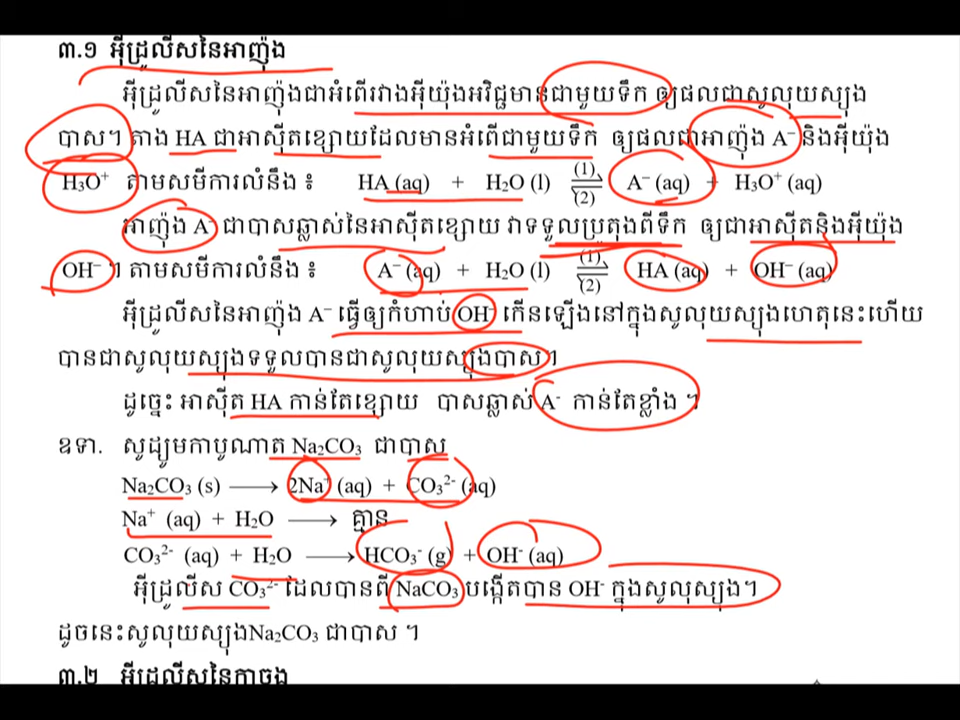 ៣.១ អ៊ីដ្រូលីសនៃអាញ៉ុង
អ៊ីដ្រូលីសនៃអាញ៉ុងជាអំពើរវាងអ៊ីយ៉ុងអវិជ្ជមានជាមួយទឹក ឲ្យផលជាសូលុយស្យុង
បាស។ តាង HA ជាអាស៊ីតខ្សោយដែលមានអំពើជាមួយទឹក ឲ្យផលជាអាញ៉ុង A⁻ និងអ៊ីយ៉ុង
H₃O⁺ តាមសមីការលំនឹង ៖ HA (aq) + H₂O (l) (1)⇌(2) A⁻ (aq) + H₃O⁺ (aq)
អាញ៉ុង A⁻ ជាបាសឆ្លាស់នៃអាស៊ីតខ្សោយ វាទទួលប្រូតុងពីទឹក ឲ្យជាអាស៊ីតនិងអ៊ីយ៉ុង
OH⁻ ។ តាមសមីការលំនឹង ៖ A⁻ (aq) + H₂O (l) (1)⇌(2) HA (aq) + OH⁻ (aq)
អ៊ីដ្រូលីសនៃអាញ៉ុង A⁻ ធ្វើឲ្យកំហាប់ OH⁻ កើនឡើងនៅក្នុងសូលុយស្យុងហេតុនេះហើយ
បានជាសូលុយស្យុងទទួលបានជាសូលុយស្យុងបាស។
ដូច្នេះ អាស៊ីត HA កាន់តែខ្សោយ បាសឆ្លាស់ A⁻ កាន់តែខ្លាំង ។
ឧទា. សូដ្យូមកាបូណាត Na₂CO₃ ជាបាស
Na₂CO₃ (s) ⟶ 2Na⁺ (aq) + CO₃²⁻ (aq)
Na⁺ (aq) + H₂O ⟶ គ្មាន
CO₃²⁻ (aq) + H₂O ⟶ HCO₃⁻ (g) + OH⁻ (aq)
អ៊ីដ្រូលីស CO₃²⁻ ដែលបានពី NaCO₃ បង្កើតបាន OH⁻ ក្នុងសូលុស្យុង។
ដូចនេះសូលុយស្យុងNa₂CO₃ ជាបាស ។
៣.២ អ៊ីដ្រូលីសនៃកាចុង